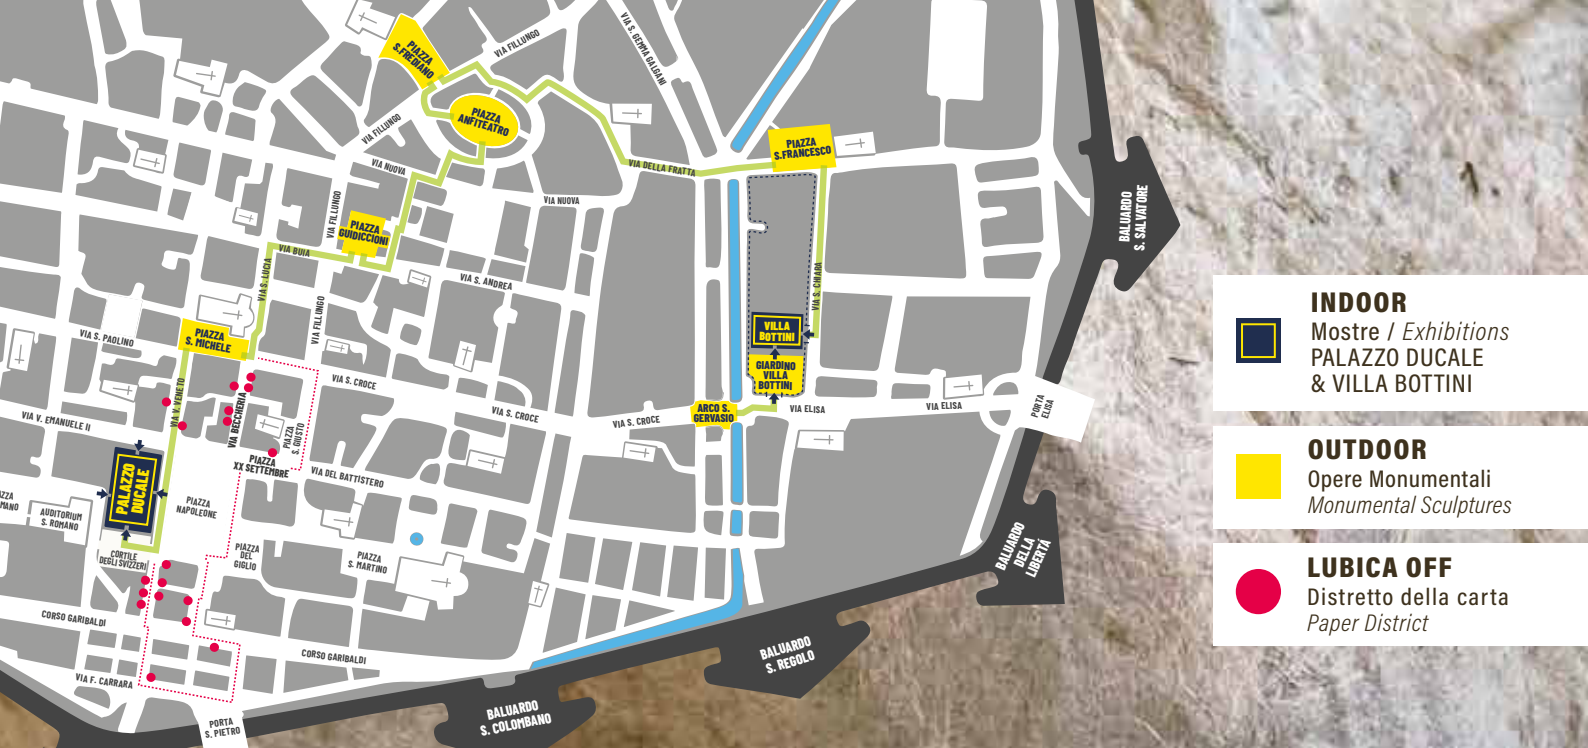 PIAZZA
S.FREDIANO
VIA FILLUNGO
VIA S. GEMMA GALGANI
PIAZZA
ANFITEATRO
VIA FILLUNGO
VIA NUOVA
VIA DELLA FRATTA
PIAZZA
S.FRANCESCO
BALUARDO
S. SALVATORE
VIA NUOVA
VIA FILLUNGO
PIAZZA
GUIDICCIONI
VIA BUIA
VIA S. LUCIA
VIA S. ANDREA
VIA S. CHIARA
VIA FILLUNGO
PIAZZA
S. MICHELE
VIA S. PAOLINO
VILLA
BOTTINI
GIARDINO
VILLA
BOTTINI
VIA S. CROCE
VIA S. CROCE
VIA S. CROCE
ARCO S.
GERVASIO
VIA ELISA
VIA ELISA
PORTA
ELISA
VIA V. VENETO
VIA BECCHERIA
PIAZZA
S.GIUSTO
VIA V. EMANUELE II
PIAZZA
XX SETTEMBRE
VIA DEL BATTISTERO
PALAZZO
DUCALE
PIAZZA
NAPOLEONE
ZZA
MANO
AUDITORIUM
S. ROMANO
CORTILE
DEGLI SVIZZERI
PIAZZA
DEL
GIGLIO
PIAZZA
S. MARTINO
BALUARDO
DELLA
LIBERTÁ
CORSO GARIBALDI
CORSO GARIBALDI
VIA F. CARRARA
PORTA
S. PIETRO
BALUARDO
S. COLOMBANO
BALUARDO
S. REGOLO
INDOOR
Mostre / Exhibitions
PALAZZO DUCALE
& VILLA BOTTINI
OUTDOOR
Opere Monumentali
Monumental Sculptures
LUBICA OFF
Distretto della carta
Paper District